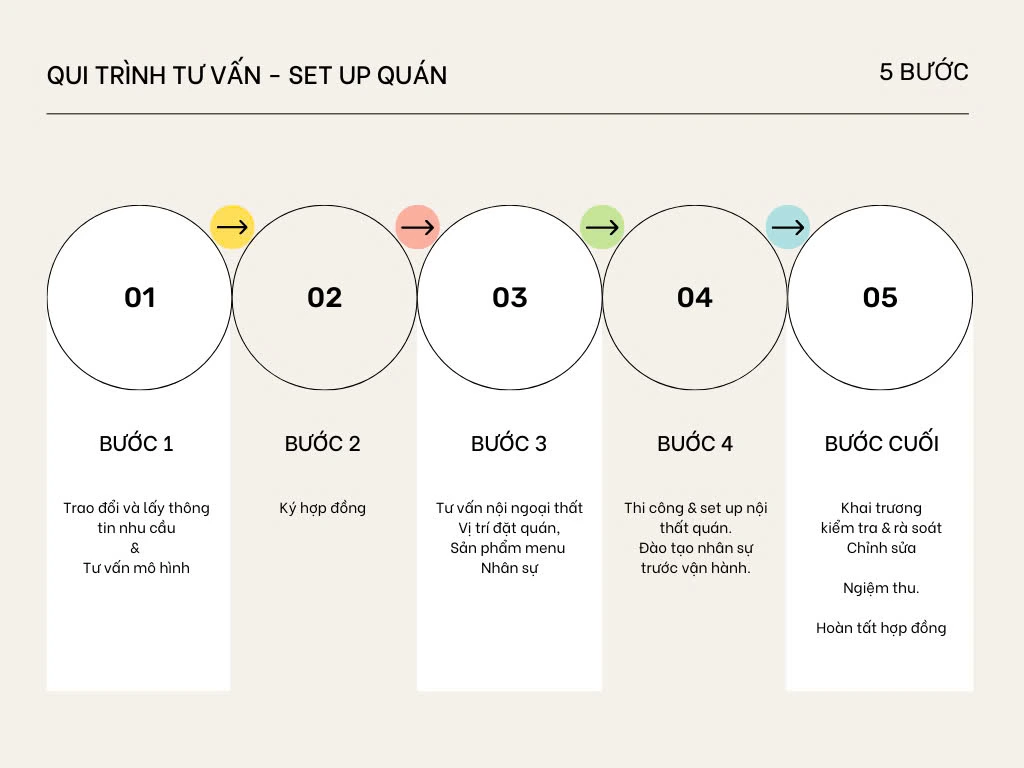 QUI TRÌNH TƯ VẤN - SET UP QUÁN
5 BƯỚC
01
02
03
04
05
BƯỚC 1
Trao đổi và lấy thông
tin nhu cầu
&
Tư vấn mô hình
BƯỚC 2
Ký hợp đồng
BƯỚC 3
Tư vấn nội ngoại thất
Vị trí đặt quán,
Sản phẩm menu
Nhân sự
BUỚC 4
Thi công & set up nội
thất quán.
Đào tạo nhân sự
trước vận hành.
BƯỚC CUỐI
Khai trương
kiểm tra & rà soát
Chỉnh sửa
Ngiệm thu.
Hoàn tất hợp đồng